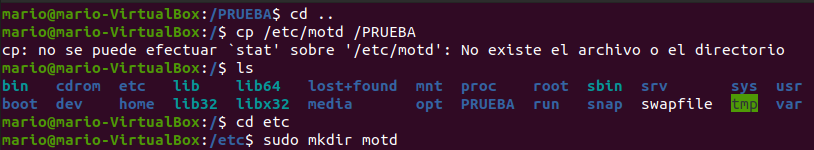 mario@mario-VirtualBox:/PRUEBA$ cd ..
mario@mario-VirtualBox:/$ cp /etc/motd /PRUEBA
cp: no se puede efectuar `stat' sobre '/etc/motd': No existe el archivo o el directorio
mario@mario-VirtualBox:/$ ls
bin cdrom etc lib lib64 lost+found mnt proc root sbin srv sys usr
boot dev home lib32 libx32 media opt PRUEBA run snap swapfile tmp var
mario@mario-VirtualBox:/$ cd etc
mario@mario-VirtualBox:/etc$ sudo mkdir motd